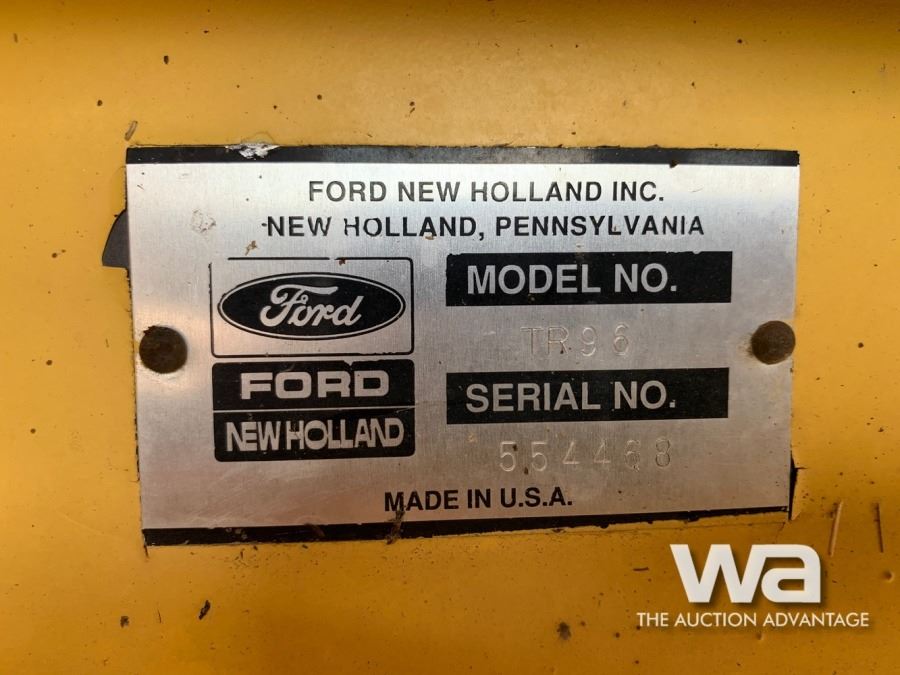 FORD NEW HOLLAND INC.
NEW HOLLAND, PENNSYLVANIA
Ford
FORD
NEW HOLLAND
MODEL NO.
TR96
SERIAL NO.
554468
MADE IN U.S.A.
wa
THE AUCTION ADVANTAGE